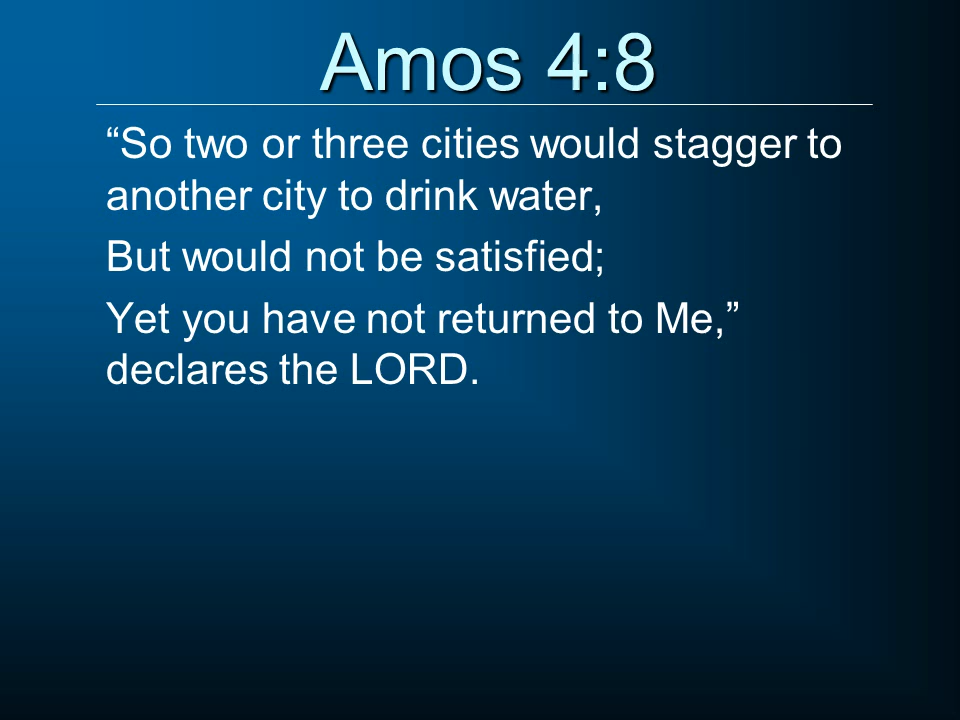 Amos 4:8
“So two or three cities would stagger to
another city to drink water,
But would not be satisfied;
Yet you have not returned to Me,”
declares the LORD.